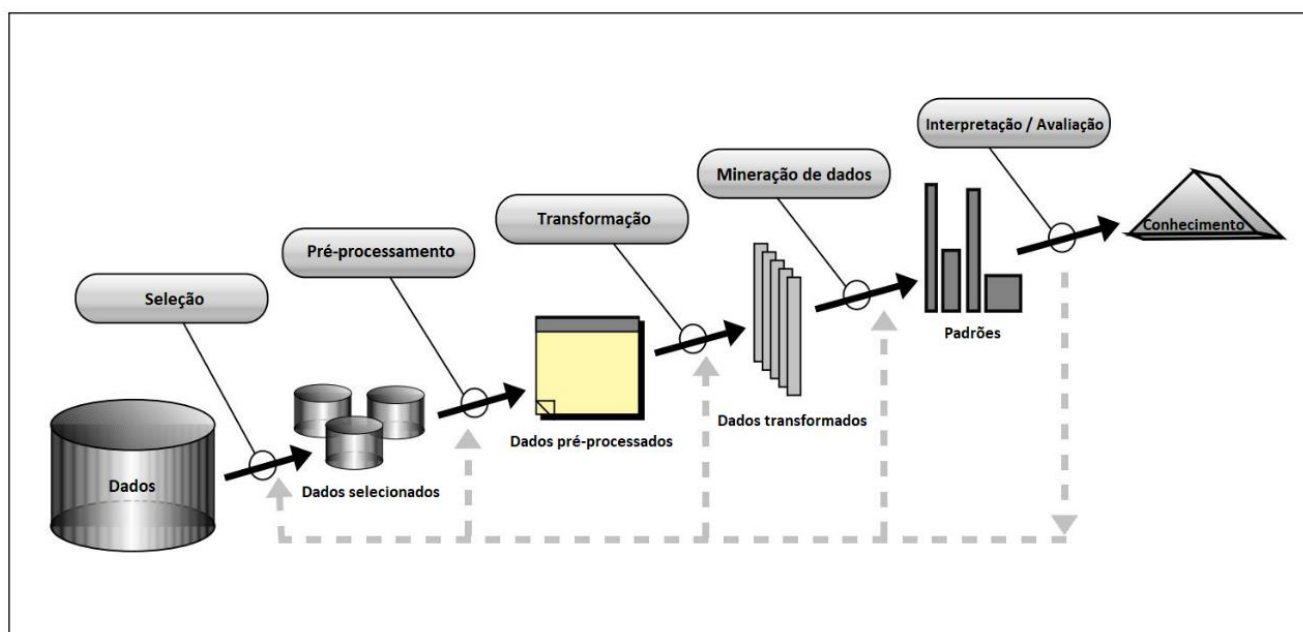 Interpretação / Avaliação
Mineração de dados
Transformação
Pré-processamento
Seleção
Conhecimento
Padrões
Dados transformados
Dados pré-processados
Dados selecionados
Dados